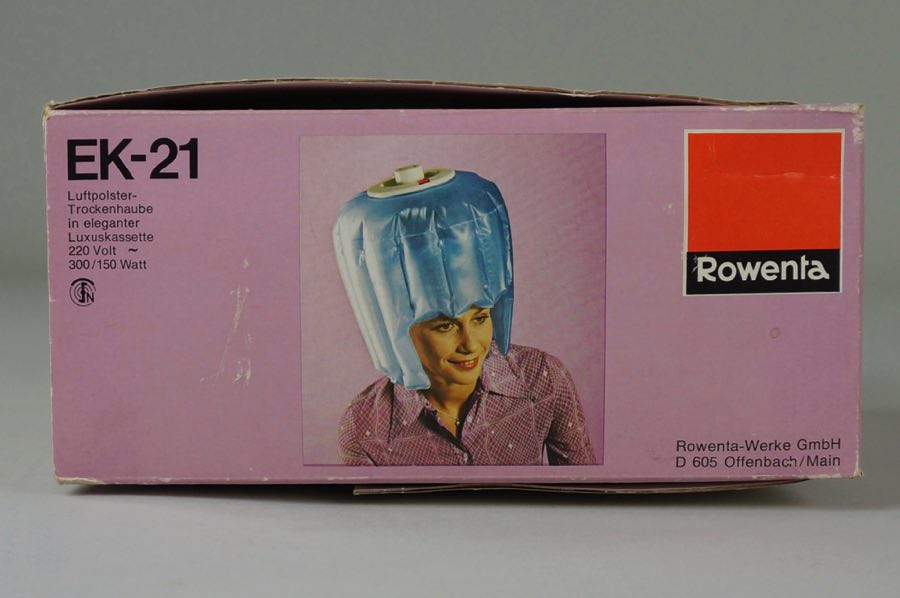 EK-21
Luftpolster-
Trockenhaube
in eleganter
Luxuskassette
220 Volt ~
300/150 Watt
Rowenta
Rowenta-Werke GmbH
D 605 Offenbach/Main